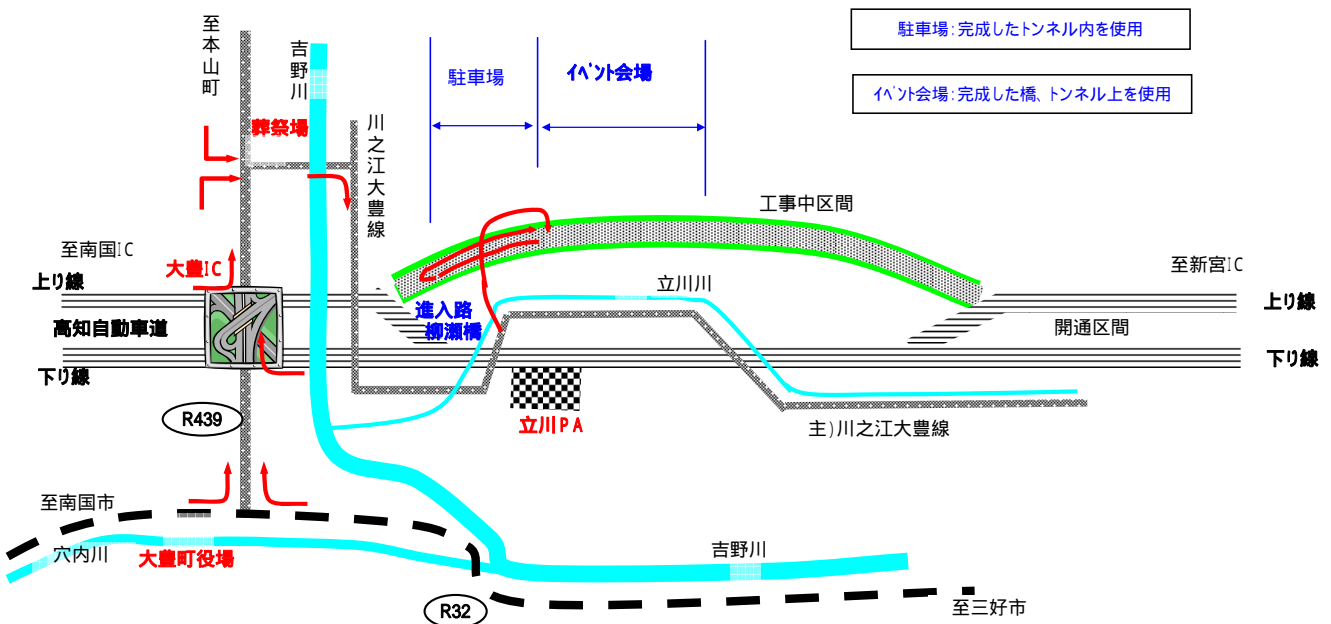 至本山町
吉野川
駐車場
イベント会場
駐車場:完成したトンネル内を使用
イベント会場:完成した橋、トンネル上を使用
葬祭場
川之江大豊線
工事中区間
至南国IC
大豊IC
上り線
高知自動車道
下り線
進入路
柳瀬橋
立川川
至新宮IC
上り線
開通区間
下り線
R439
立川PA
主)川之江大豊線
至南国市
穴内川
大豊町役場
吉野川
R32
至三好市